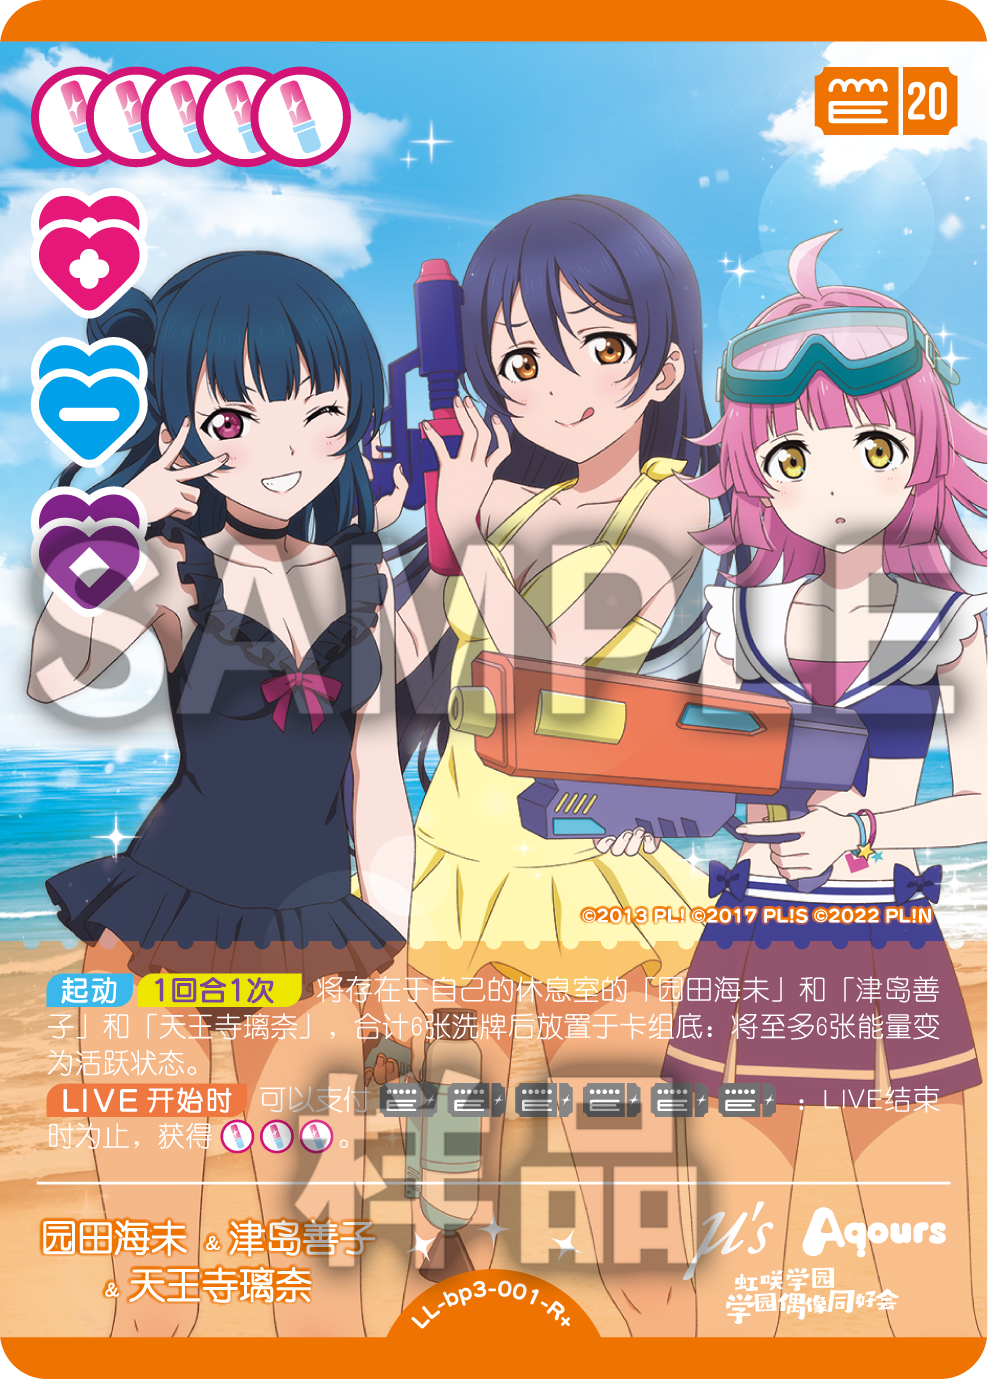 20
SAMPLE
©2013 PL! ©2017 PL!S ©2022 PL!N
起动 1回合1次 将存在于自己的休息室的「园田海未」和「津岛善
子」和「天王寺璃奈」，合计6张洗牌后放置于卡组底：将至多6张能量变
为活跃状态。
LIVE 开始时 可以支付 ：LIVE结束
时为止，获得 。
样品
园田海未 & 津岛善子
& 天王寺璃奈
μ's Aqours
虹咲学园
学园偶像同好会
LL-bp3-001-R+